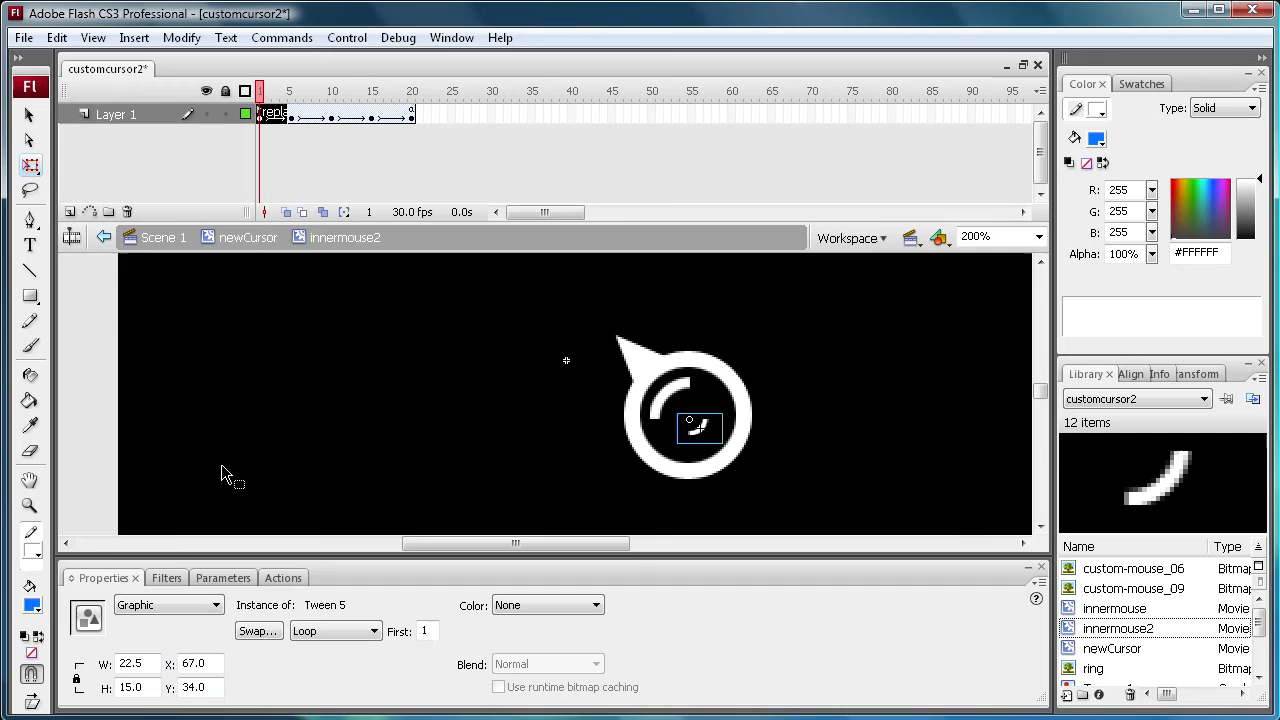 Fl Adobe Flash CS3 Professional - [customcursor2*]
File Edit View Insert Modify Text Commands Control Debug Window Help
customcursor2*
1 5 10 15 20 25 30 35 40 45 50 55 60 65 70 75 80 85 90 95
Layer 1
1 30.0 fps 0.0s
Scene 1 newCursor innermouse2 Workspace 200%
Fl
T
Color Swatches
Type: Solid
R: 255
G: 255
B: 255
Alpha: 100% #FFFFFF
Library Align Info ransform
customcursor2
12 items
Name Type
custom-mouse_06 Bitmap
custom-mouse_09 Bitmap
innermouse Movie
innermouse2 Movie
newCursor Movie
ring Bitmap
Properties Filters Parameters Actions
Graphic Instance of: Tween 5 Color: None
Swap... Loop First: 1
W: 22.5 X: 67.0 Blend: Normal
H: 15.0 Y: 34.0 Use runtime bitmap caching